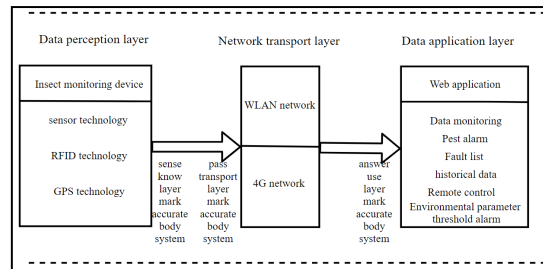 Data perception layer
Network transport layer
Data application layer
Insect monitoring device
sensor technology
RFID technology
GPS technology
sense
know
layer
mark
accurate
body
system
pass
transport
layer
mark
accurate
body
system
WLAN network
4G network
answer
use
layer
mark
accurate
body
system
Web application
Data monitoring
Pest alarm
Fault list
historical data
Remote control
Environmental parameter
threshold alarm